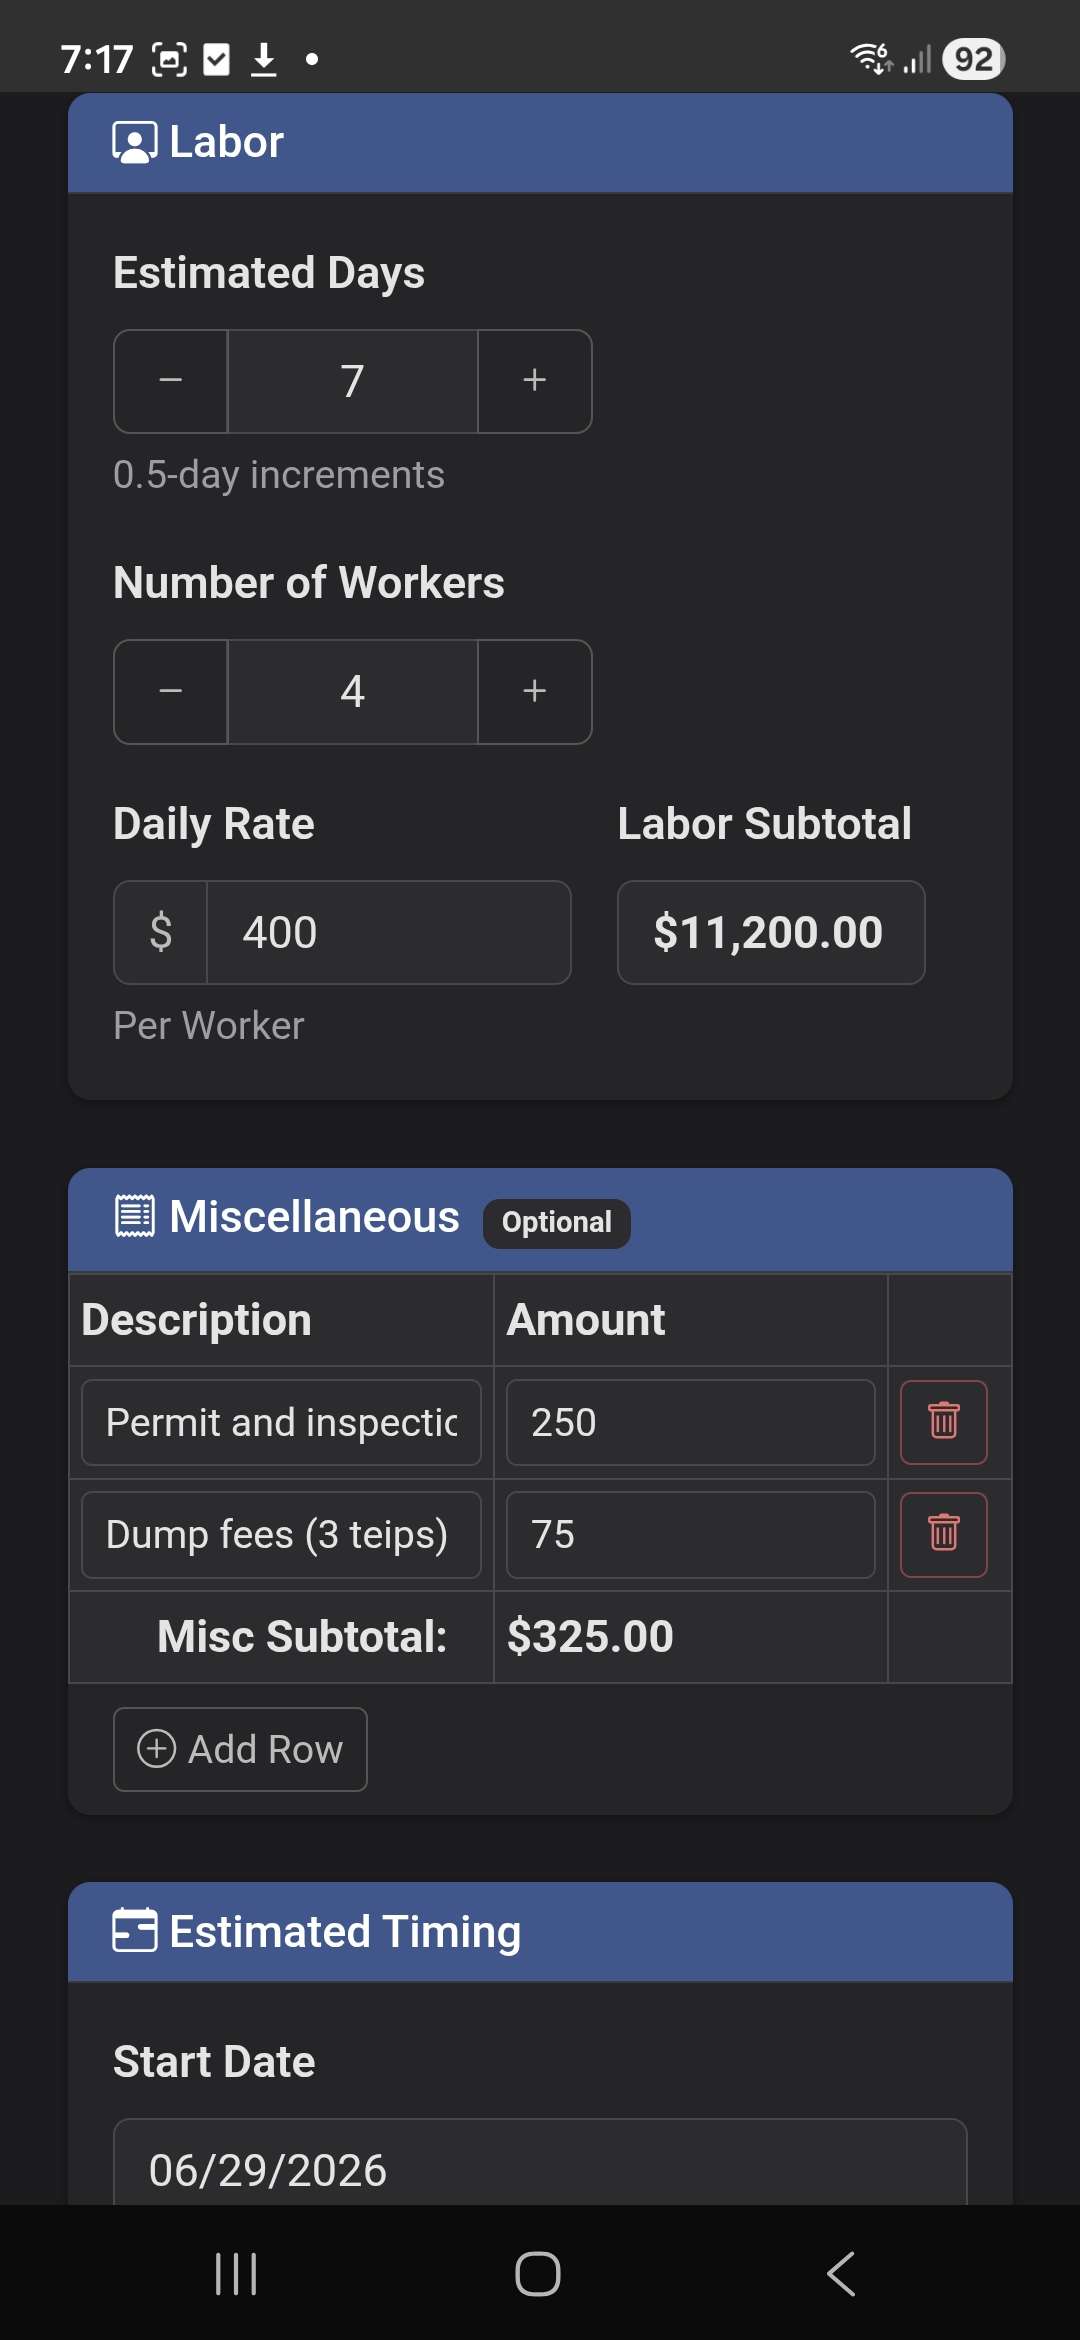 7:17
6
92
Labor
Estimated Days
− 7 +
0.5-day increments
Number of Workers
− 4 +
Daily Rate Labor Subtotal
$ 400 $11,200.00
Per Worker
Miscellaneous Optional
Description Amount
Permit and inspectic 250
Dump fees (3 teips) 75
Misc Subtotal: $325.00
Add Row
Estimated Timing
Start Date
06/29/2026